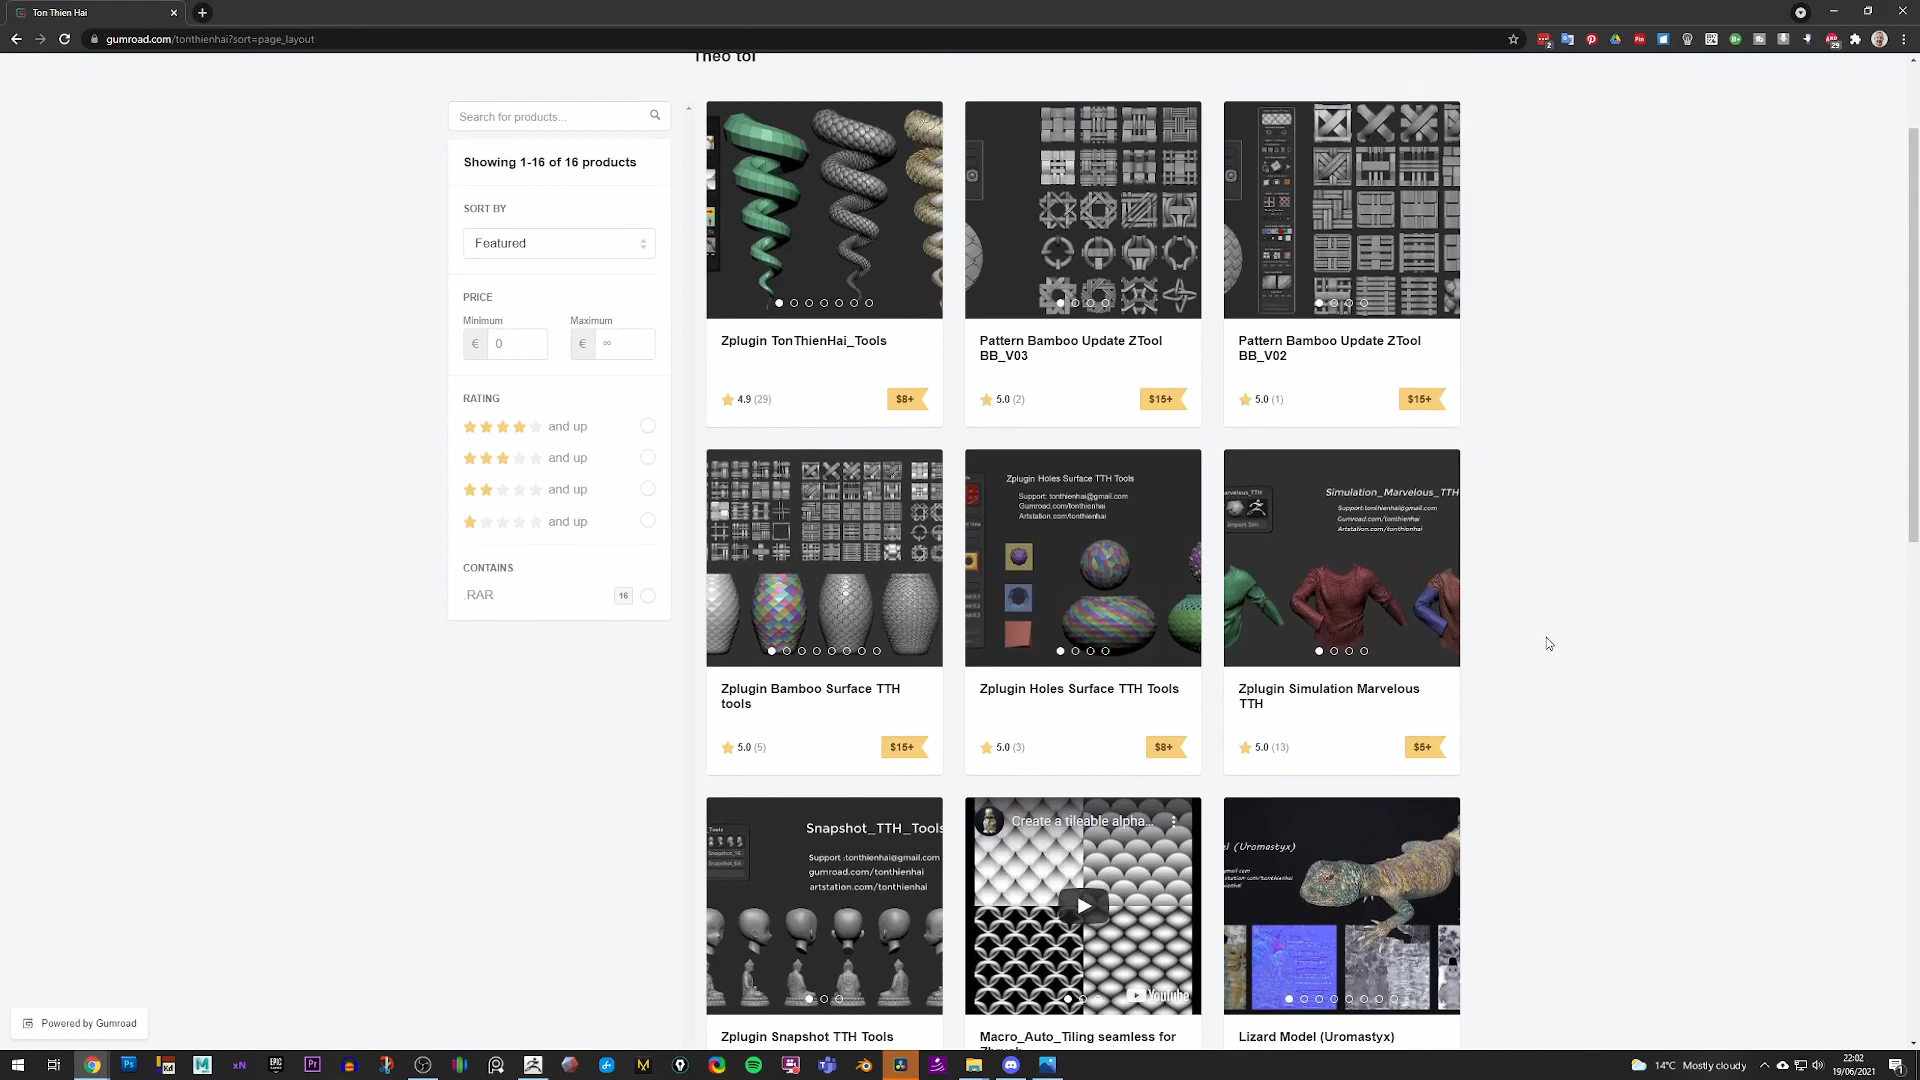 Ton Thien Hai
gumroad.com/tonthienhai?sort=page_layout
2
29
Theo tôi
Search for products...
Showing 1-16 of 16 products
SORT BY
Featured
PRICE
Minimum
Maximum
€ 0
€ ∞
RATING
and up
and up
and up
and up
CONTAINS
.RAR
16
Zplugin TonThienHai_Tools
4.9 (29)
$8+
Pattern Bamboo Update ZTool
BB_V03
5.0 (2)
$15+
Pattern Bamboo Update ZTool
BB_V02
5.0 (1)
$15+
Zplugin Bamboo Surface TTH
tools
5.0 (5)
$15+
Zplugin Holes Surface TTH Tools
Support: tonthienhai@gmail.com
Gumroad.com/tonthienhai
Artstation.com/tonthienhai
Zplugin Holes Surface TTH Tools
5.0 (3)
$8+
Simulation_Marvelous_TTH
Support:tonthienhai@gmail.com
Gumroad.com/tonthienhai
Artstation.com/tonthienhai
Import Sim
Zplugin Simulation Marvelous
TTH
5.0 (13)
$5+
Snapshot_TTH_Tools
Support :tonthienhai@gmail.com
gumroad.com/tonthienhai
artstation.com/tonthienhai
Zplugin Snapshot TTH Tools
Create a tileable alpha...
YouTube
Macro_Auto_Tiling seamless for
(Uromastyx)
Lizard Model (Uromastyx)
Powered by Gumroad
14°C Mostly cloudy
22:02
19/06/2021